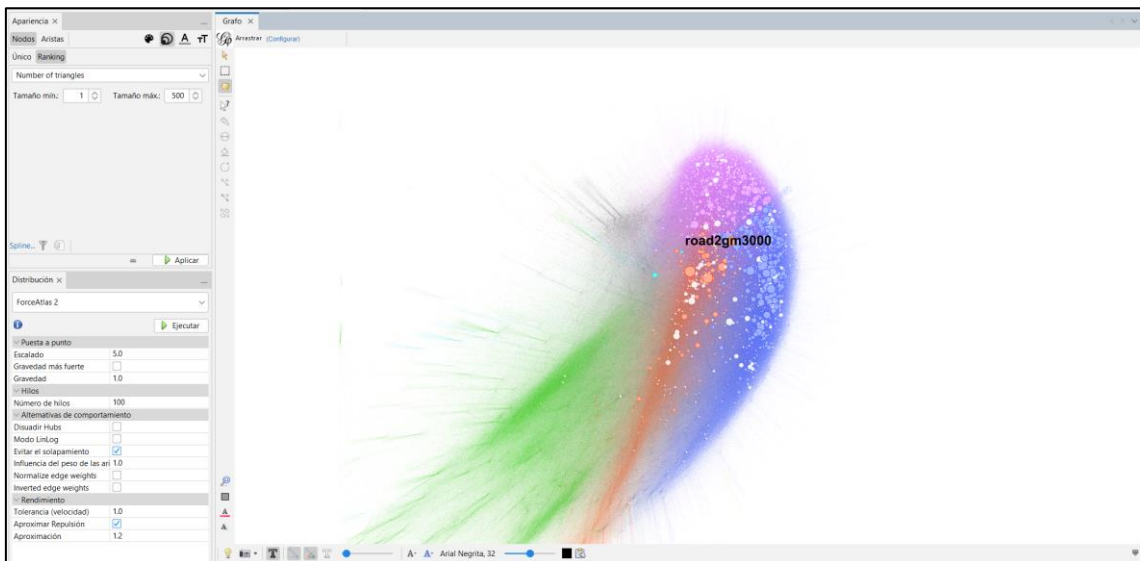 Apariencia
Nodos Aristas
Único Ranking
Number of triangles
Tamaño mín.: 1 Tamaño máx.: 500
Spline..
Aplicar
Distribución
ForceAtlas 2
Ejecutar
Puesta a punto
Escalado 5.0
Gravedad más fuerte
Gravedad 1.0
Hilos
Número de hilos 100
Alternativas de comportamiento
Disuadir Hubs
Modo LinLog
Evitar el solapamiento
Influencia del peso de las ari 1.0
Normalize edge weights
Inverted edge weights
Rendimiento
Tolerancia (velocidad) 1.0
Aproximar Repulsión
Aproximación 1.2
Grafo
Arrastrar (Configurar)
road2gm3000
A- A- Arial Negrita, 32